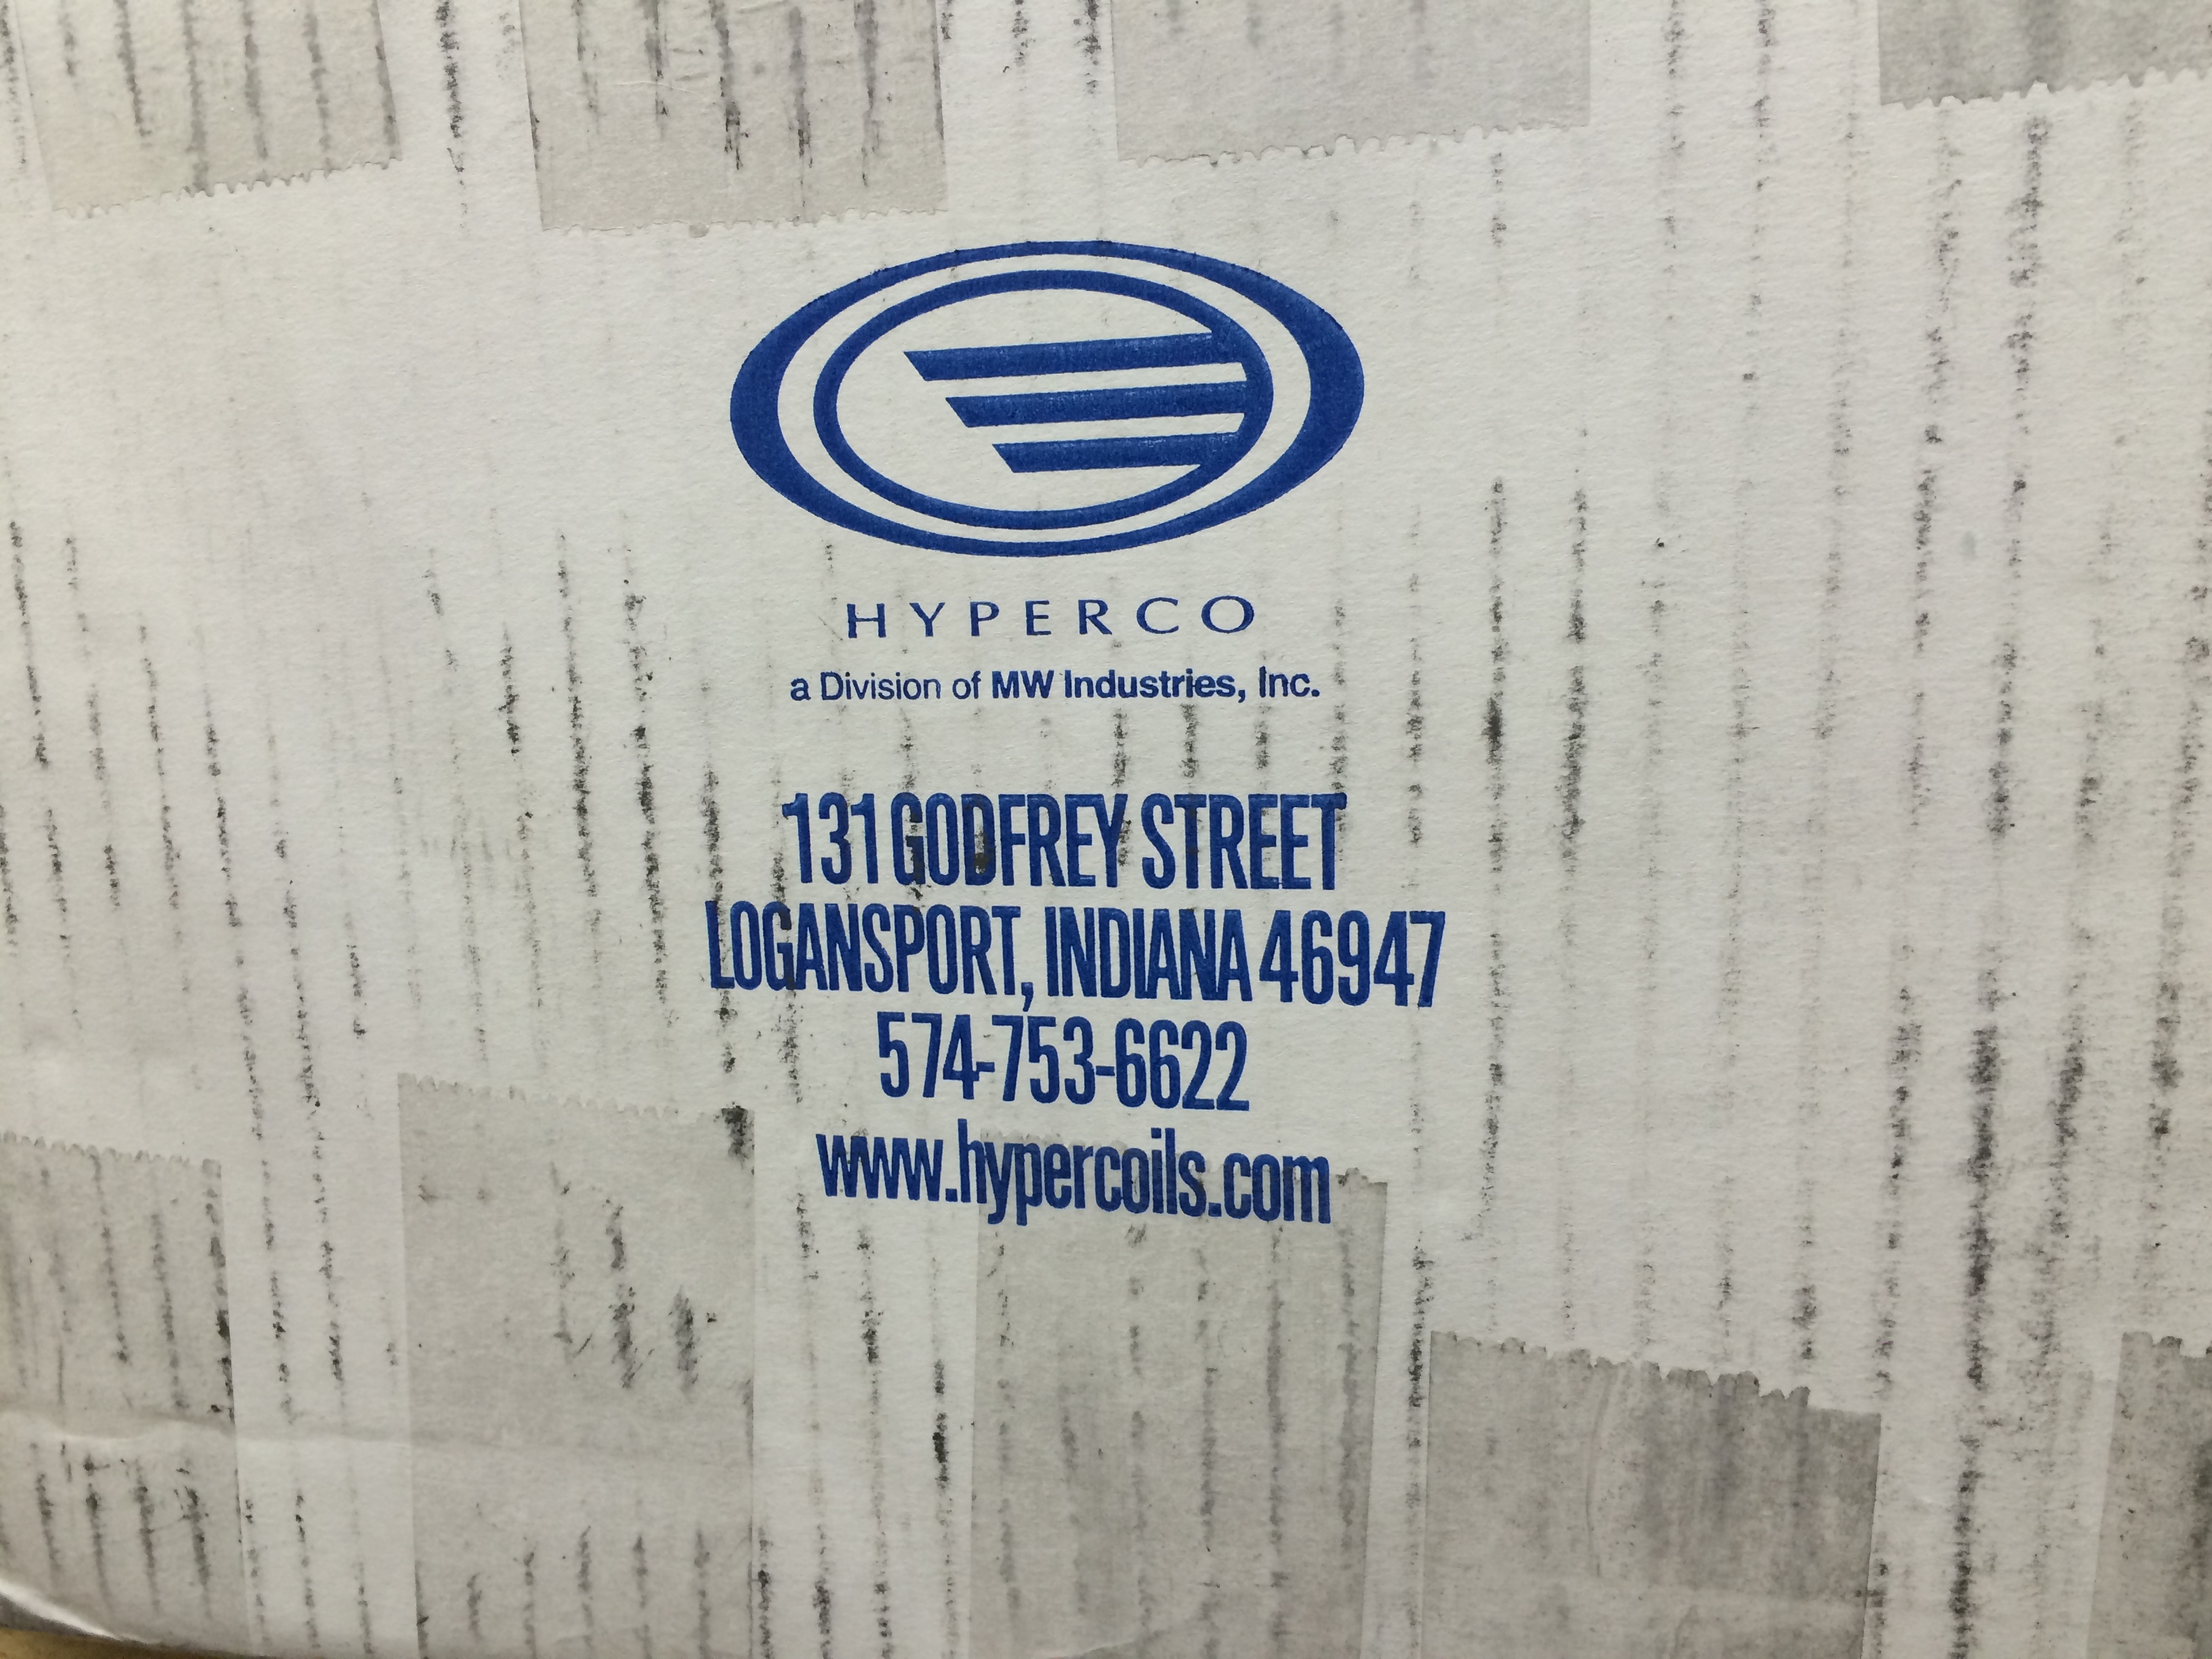 HYPERCO
a Division of MW Industries, Inc.
131 GODFREY STREET
LOGANSPORT, INDIANA 46947
574-753-6622
www.hypercoils.com